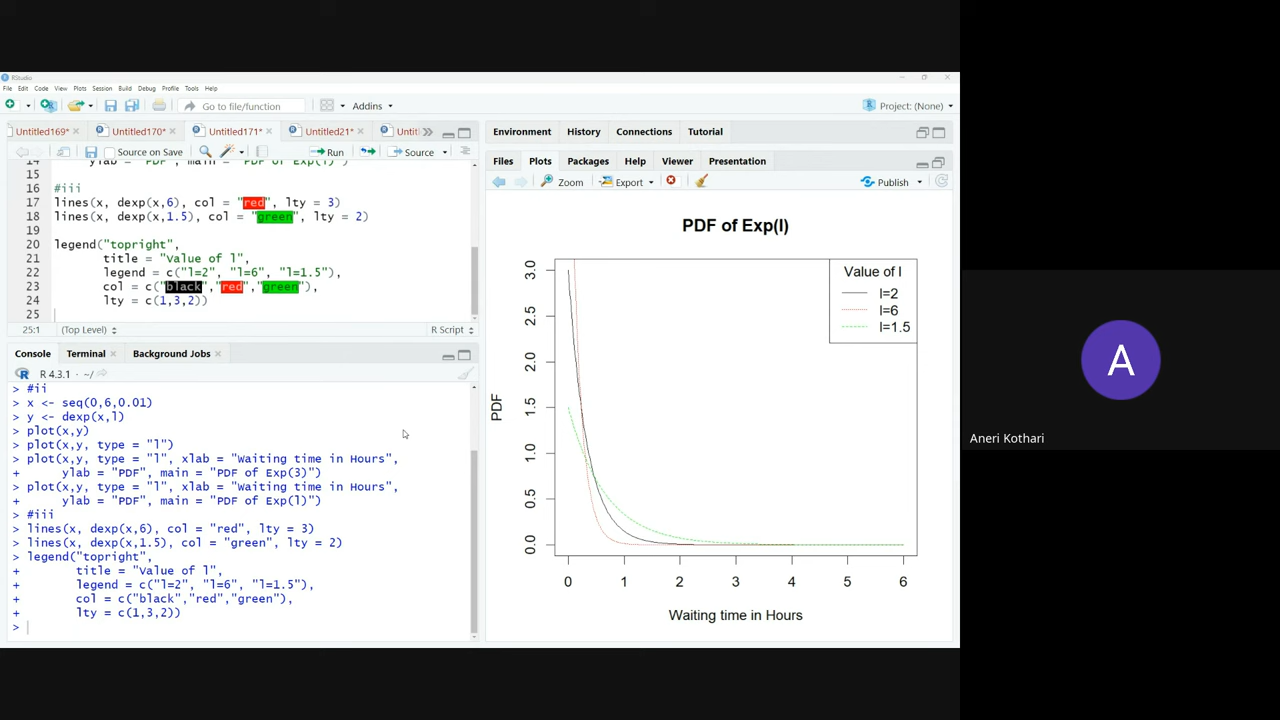 RStudio
File Edit Code View Plots Session Build Debug Profile Tools Help
Go to file/function
Addins
Project: (None)
Untitled169*
Untitled170*
Untitled171*
Untitled21*
Untitl
Source on Save
Run
Source
14 ylab = "PDF", main = "PDF of Exp(l)")
15
16 #iii
17 lines(x, dexp(x,6), col = "red", lty = 3)
18 lines(x, dexp(x,1.5), col = "green", lty = 2)
19
20 legend("topright",
21 title = "Value of l",
22 legend = c("l=2", "l=6", "l=1.5"),
23 col = c("black","red","green"),
24 lty = c(1,3,2))
25
25:1 (Top Level) R Script
Console Terminal Background Jobs
R 4.3.1 · ~/
> #ii
> x <- seq(0,6,0.01)
> y <- dexp(x,l)
> plot(x,y)
> plot(x,y, type = "l")
> plot(x,y, type = "l", xlab = "Waiting time in Hours",
+ ylab = "PDF", main = "PDF of Exp(3)")
> plot(x,y, type = "l", xlab = "Waiting time in Hours",
+ ylab = "PDF", main = "PDF of Exp(l)")
> #iii
> lines(x, dexp(x,6), col = "red", lty = 3)
> lines(x, dexp(x,1.5), col = "green", lty = 2)
> legend("topright",
+ title = "Value of l",
+ legend = c("l=2", "l=6", "l=1.5"),
+ col = c("black","red","green"),
+ lty = c(1,3,2))
>
Environment History Connections Tutorial
Files Plots Packages Help Viewer Presentation
Zoom Export Publish
PDF of Exp(l)
Value of l
l=2
l=6
l=1.5
PDF
3.0
2.5
2.0
1.5
1.0
0.5
0.0
0 1 2 3 4 5 6
Waiting time in Hours
A
Aneri Kothari